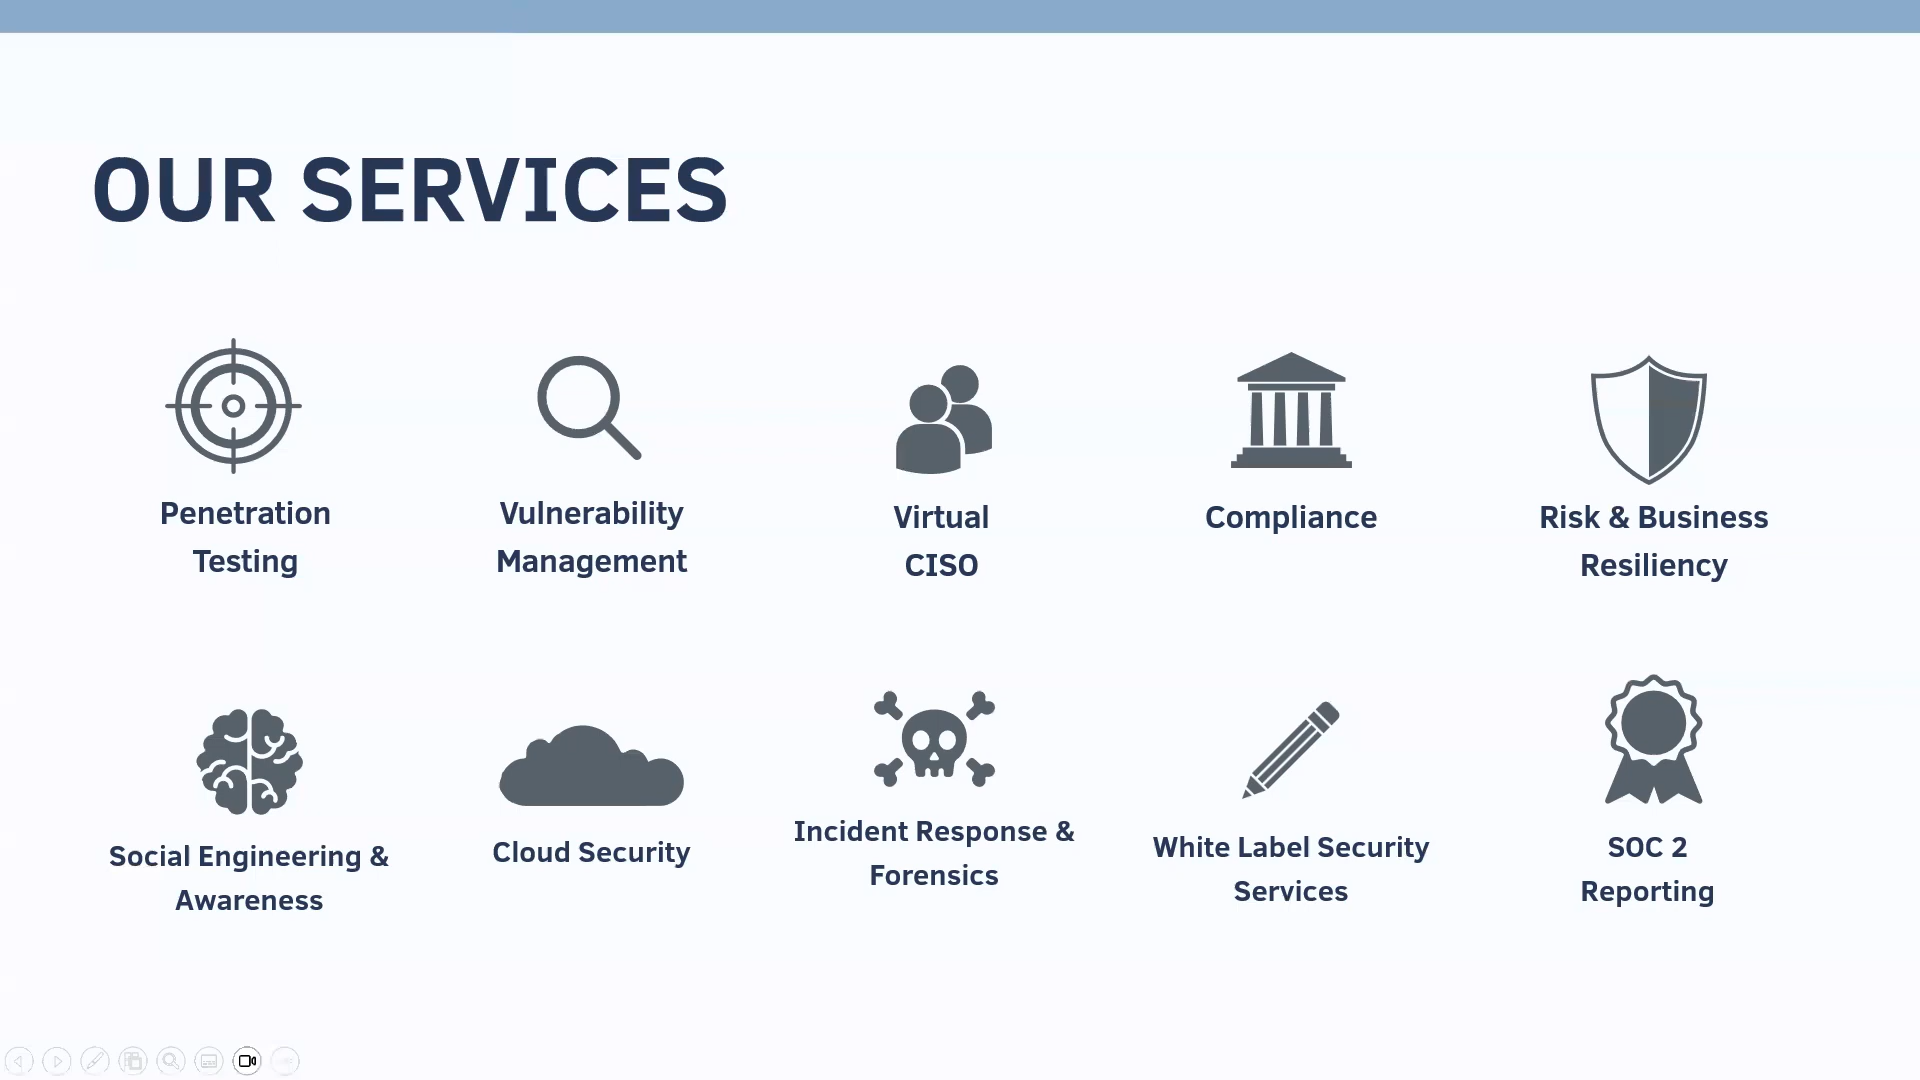 OUR SERVICES
Penetration
Testing
Vulnerability
Management
Virtual
CISO
Compliance
Risk & Business
Resiliency
Social Engineering &
Awareness
Cloud Security
Incident Response &
Forensics
White Label Security
Services
SOC 2
Reporting